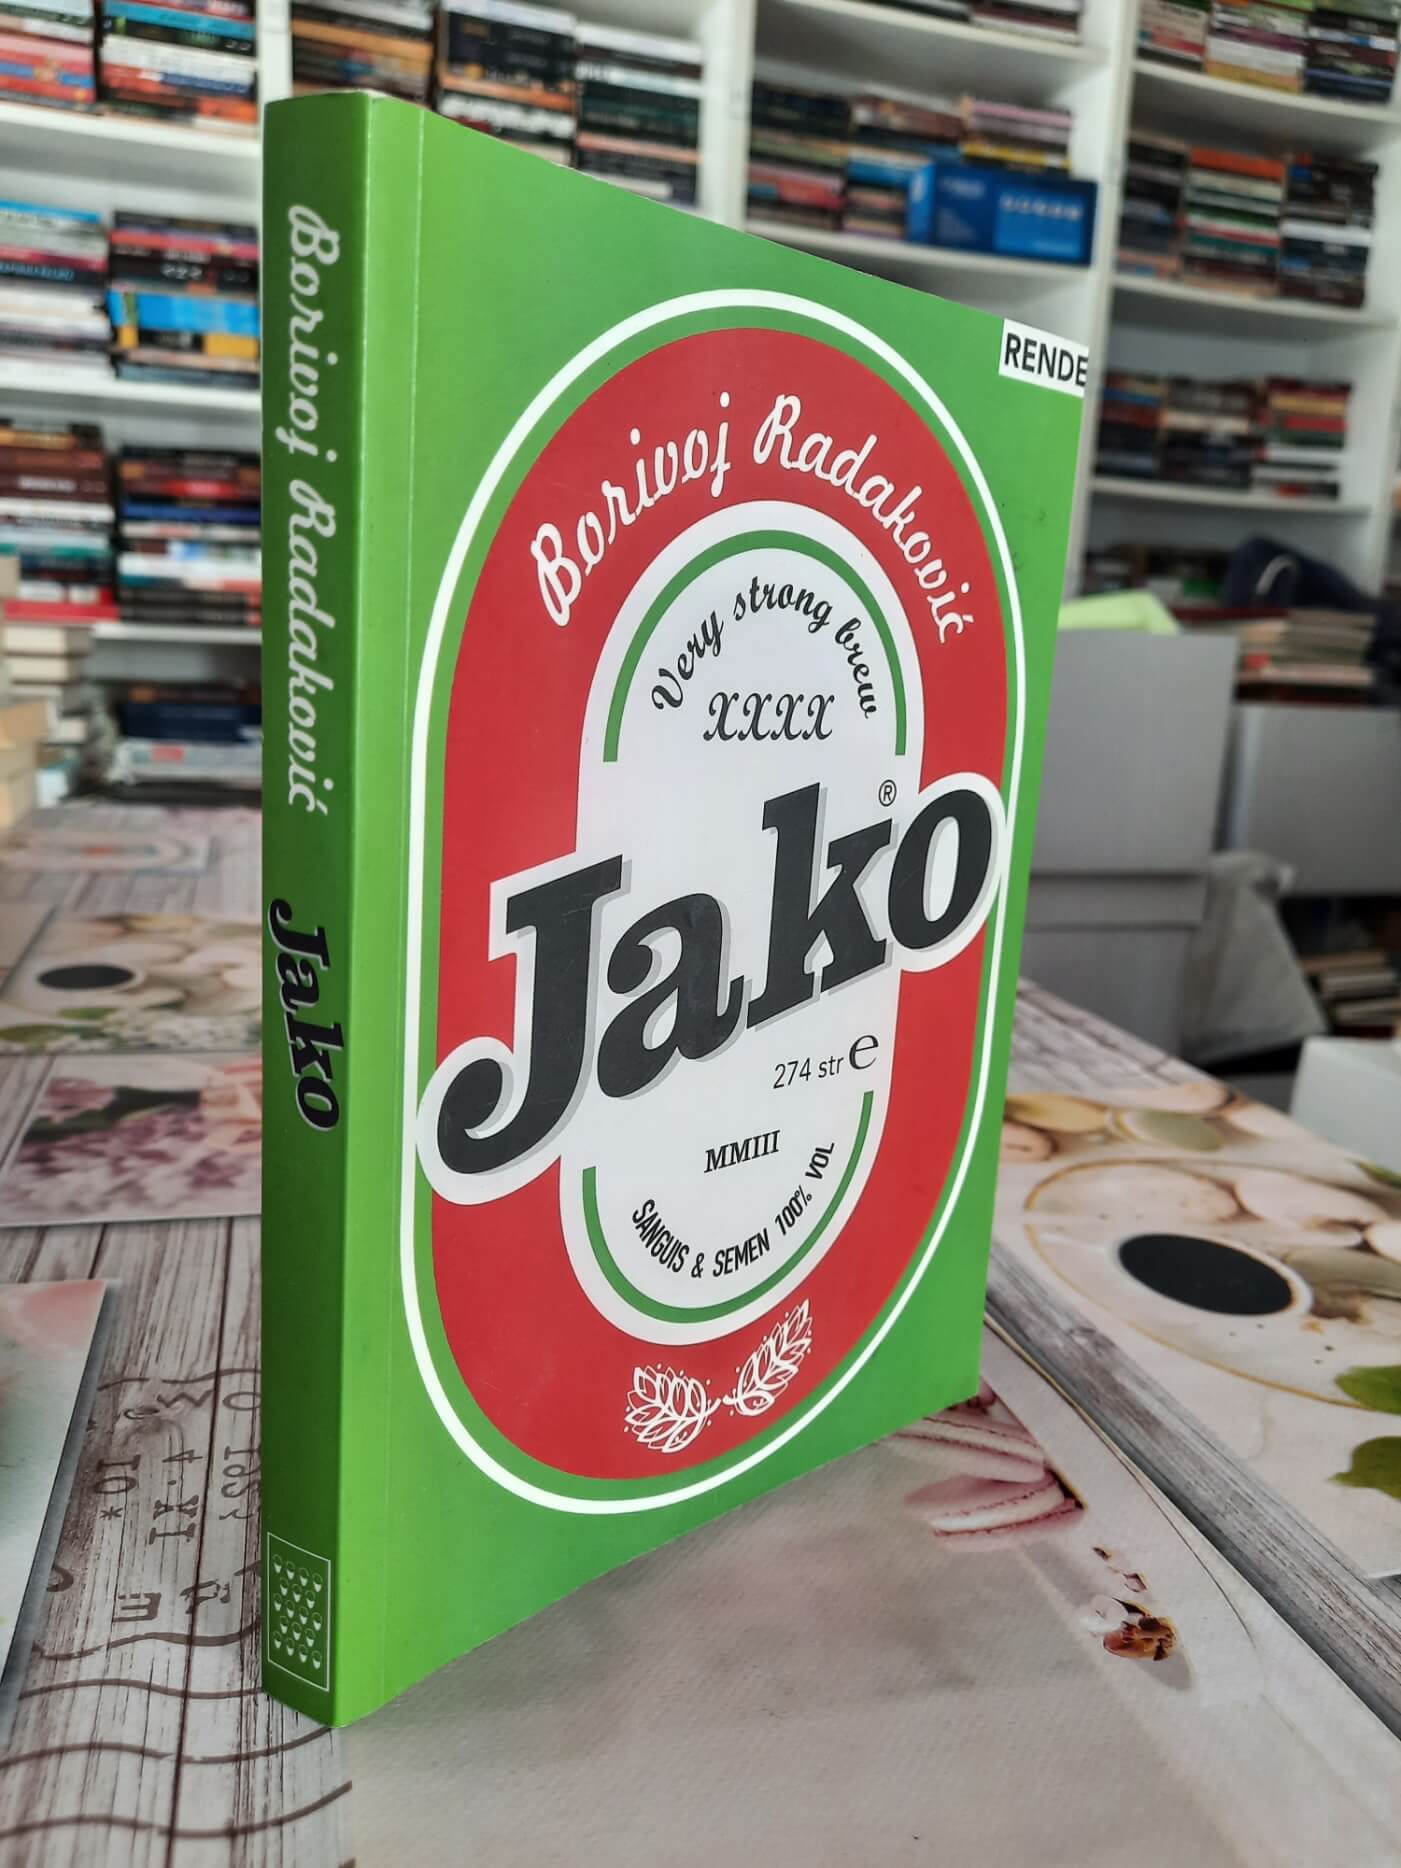 Borivoj Radaković Jako
RENDE
Borivoj Radaković
Very strong brew
XXXX
Jako®
274 str e
MMIII
SANGUIS & SEMEN 100% VOL